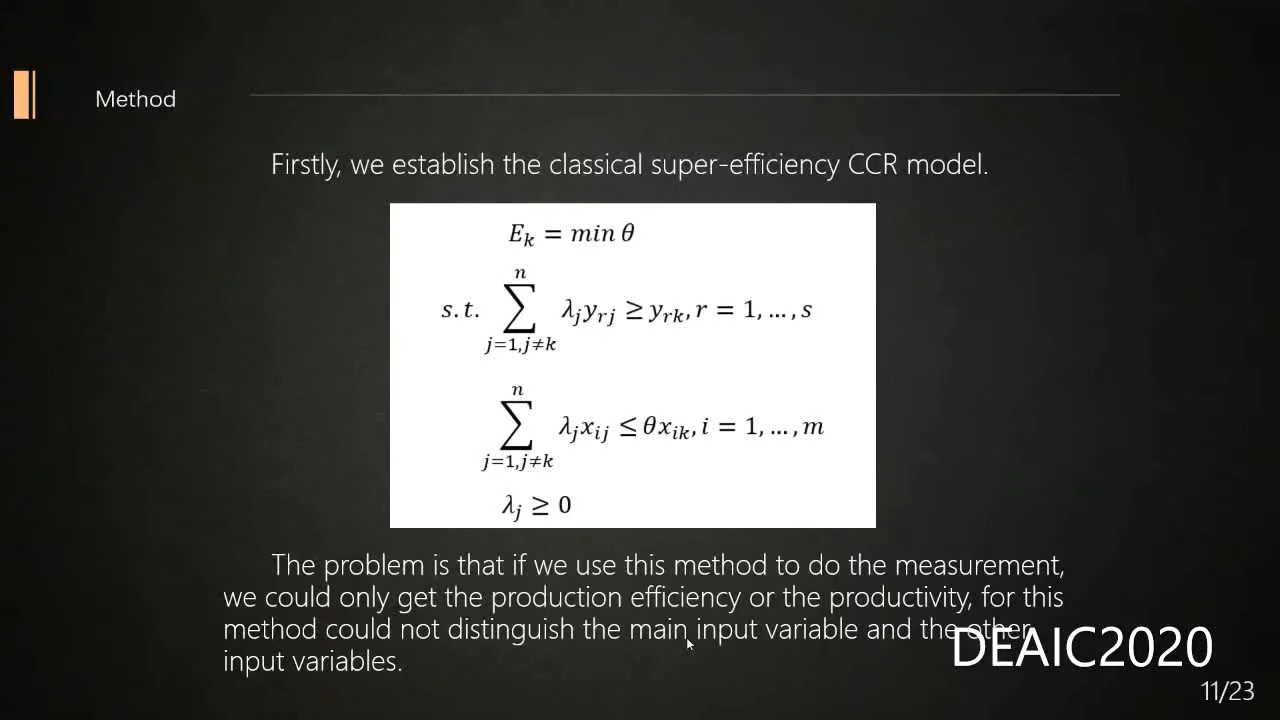 Method
Firstly, we establish the classical super-efficiency CCR model.
E_k = min θ
s.t. ∑_{j=1,j≠k}^{n} λ_j y_{rj} ≥ y_{rk}, r = 1, …, s
∑_{j=1,j≠k}^{n} λ_j x_{ij} ≤ θx_{ik}, i = 1, …, m
λ_j ≥ 0
The problem is that if we use this method to do the measurement,
we could only get the production efficiency or the productivity, for this
method could not distinguish the main input variable and the other
input variables.
DEAIC2020
11/23